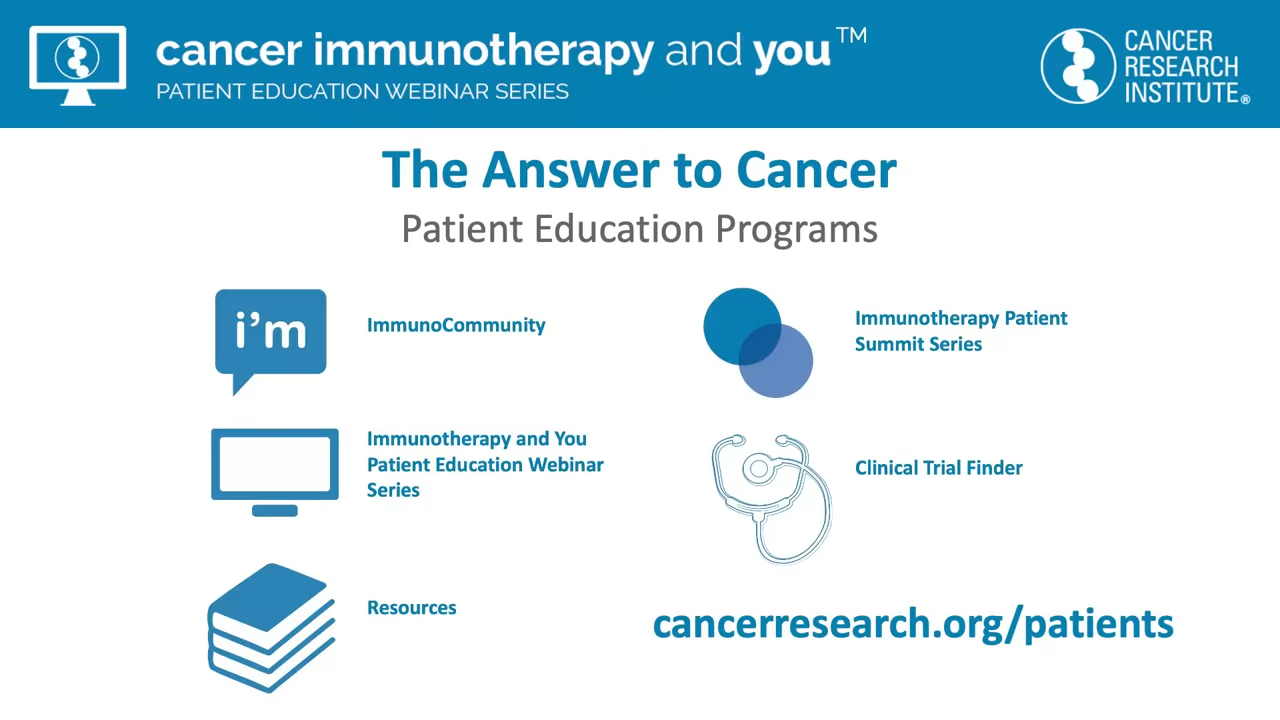 cancer immunotherapy and you™
PATIENT EDUCATION WEBINAR SERIES
CANCER
RESEARCH
INSTITUTE®
The Answer to Cancer
Patient Education Programs
i'm
ImmunoCommunity
Immunotherapy Patient
Summit Series
Immunotherapy and You
Patient Education Webinar
Series
Clinical Trial Finder
Resources
cancerresearch.org/patients